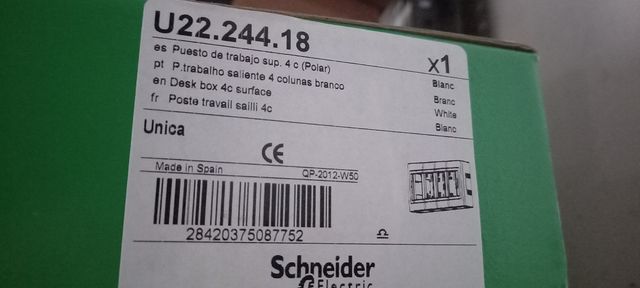 U22.244.18
x1
es Puesto de trabajo sup. 4 c (Polar) Blanc
pt P.trabalho saliente 4 colunas branco Branc
en Desk box 4c surface White
fr Poste travail sailli 4c Blanc
Unica
CE
Made in Spain QP-2012-W50
28420375087752
Schneider
Electric